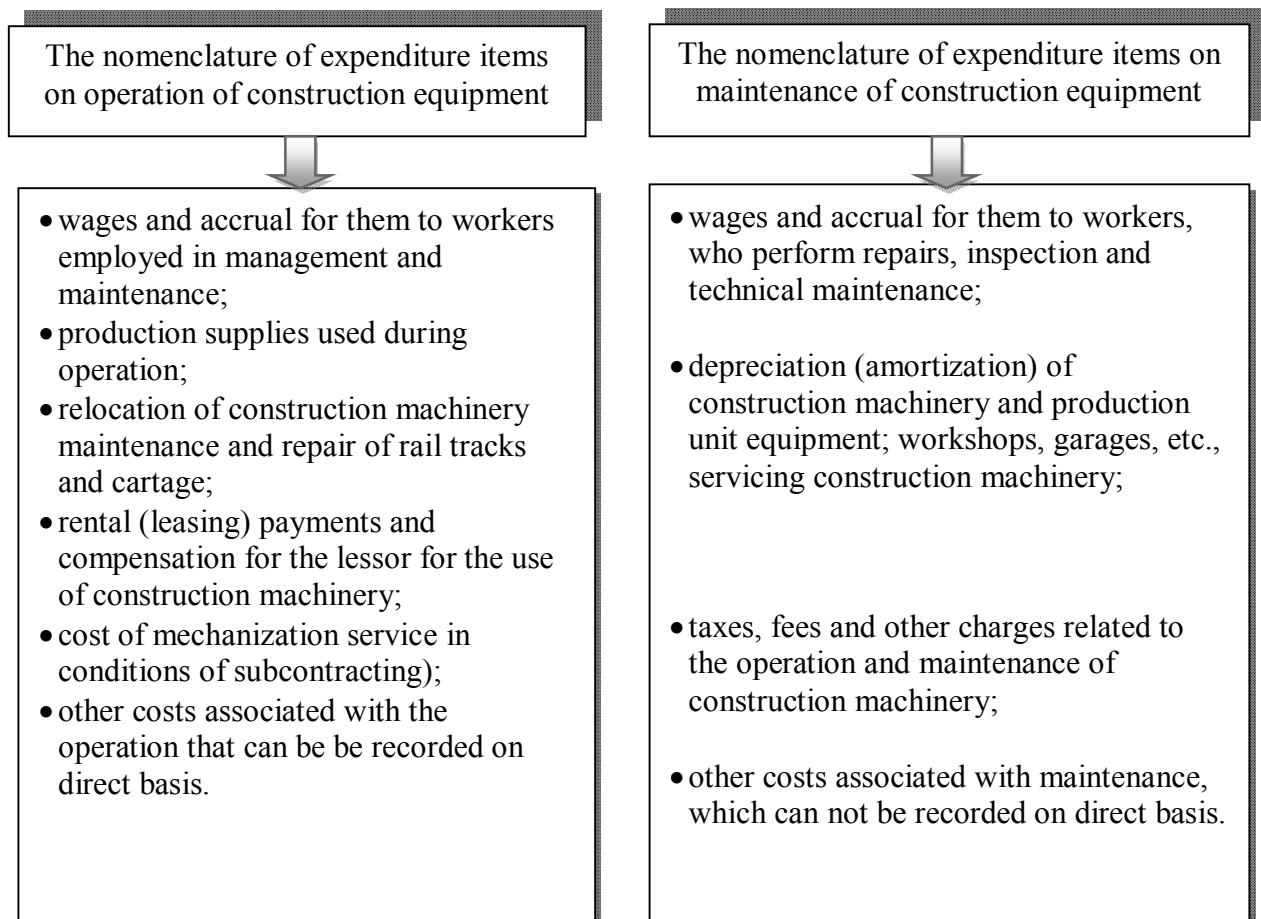 The nomenclature of expenditure items
on operation of construction equipment
• wages and accrual for them to workers
employed in management and
maintenance;
• production supplies used during
operation;
• relocation of construction machinery
maintenance and repair of rail tracks
and cartage;
• rental (leasing) payments and
compensation for the lessor for the use
of construction machinery;
• cost of mechanization service in
conditions of subcontracting);
• other costs associated with the
operation that can be be recorded on
direct basis.
The nomenclature of expenditure items on
maintenance of construction equipment
• wages and accrual for them to workers,
who perform repairs, inspection and
technical maintenance;
• depreciation (amortization) of
construction machinery and production
unit equipment; workshops, garages, etc.,
servicing construction machinery;
• taxes, fees and other charges related to
the operation and maintenance of
construction machinery;
• other costs associated with maintenance,
which can not be recorded on direct basis.